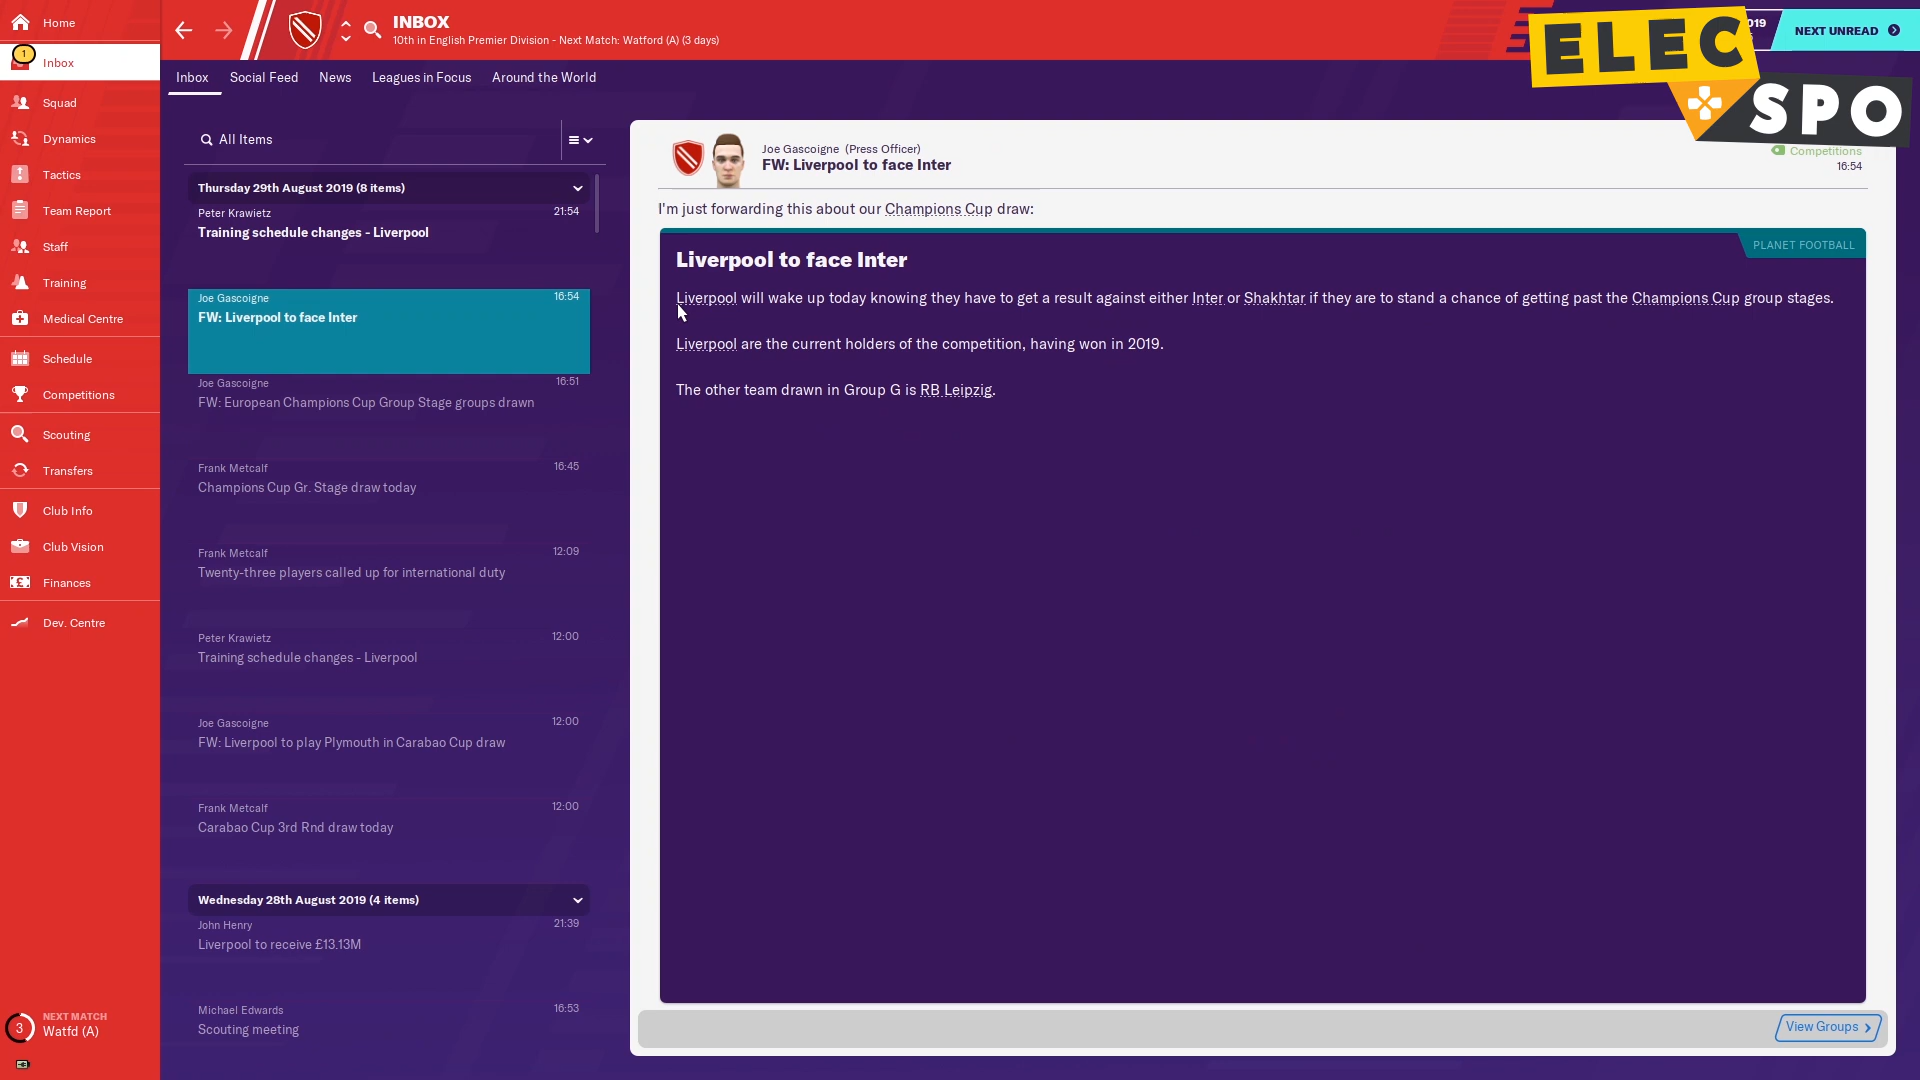 Home
1
Inbox
Squad
Dynamics
Tactics
Team Report
Staff
Training
Medical Centre
Schedule
Competitions
Scouting
Transfers
Club Info
Club Vision
Finances
Dev. Centre
3
NEXT MATCH
Watfd (A)
INBOX
10th in English Premier Division - Next Match: Watford (A) (3 days)
NEXT UNREAD
ELEC
SPO
Inbox
Social Feed
News
Leagues in Focus
Around the World
All Items
Thursday 29th August 2019 (8 items)
Peter Krawietz
21:54
Training schedule changes - Liverpool
Joe Gascoigne
16:54
FW: Liverpool to face Inter
Joe Gascoigne
16:51
FW: European Champions Cup Group Stage groups drawn
Frank Metcalf
16:45
Champions Cup Gr. Stage draw today
Frank Metcalf
12:09
Twenty-three players called up for international duty
Peter Krawietz
12:00
Training schedule changes - Liverpool
Joe Gascoigne
12:00
FW: Liverpool to play Plymouth in Carabao Cup draw
Frank Metcalf
12:00
Carabao Cup 3rd Rnd draw today
Wednesday 28th August 2019 (4 items)
John Henry
21:39
Liverpool to receive £13.13M
Michael Edwards
16:53
Scouting meeting
Joe Gascoigne (Press Officer)
FW: Liverpool to face Inter
Competitions
16:54
I'm just forwarding this about our Champions Cup draw:
PLANET FOOTBALL
Liverpool to face Inter
Liverpool will wake up today knowing they have to get a result against either Inter or Shakhtar if they are to stand a chance of getting past the Champions Cup group stages.
Liverpool are the current holders of the competition, having won in 2019.
The other team drawn in Group G is RB Leipzig.
View Groups